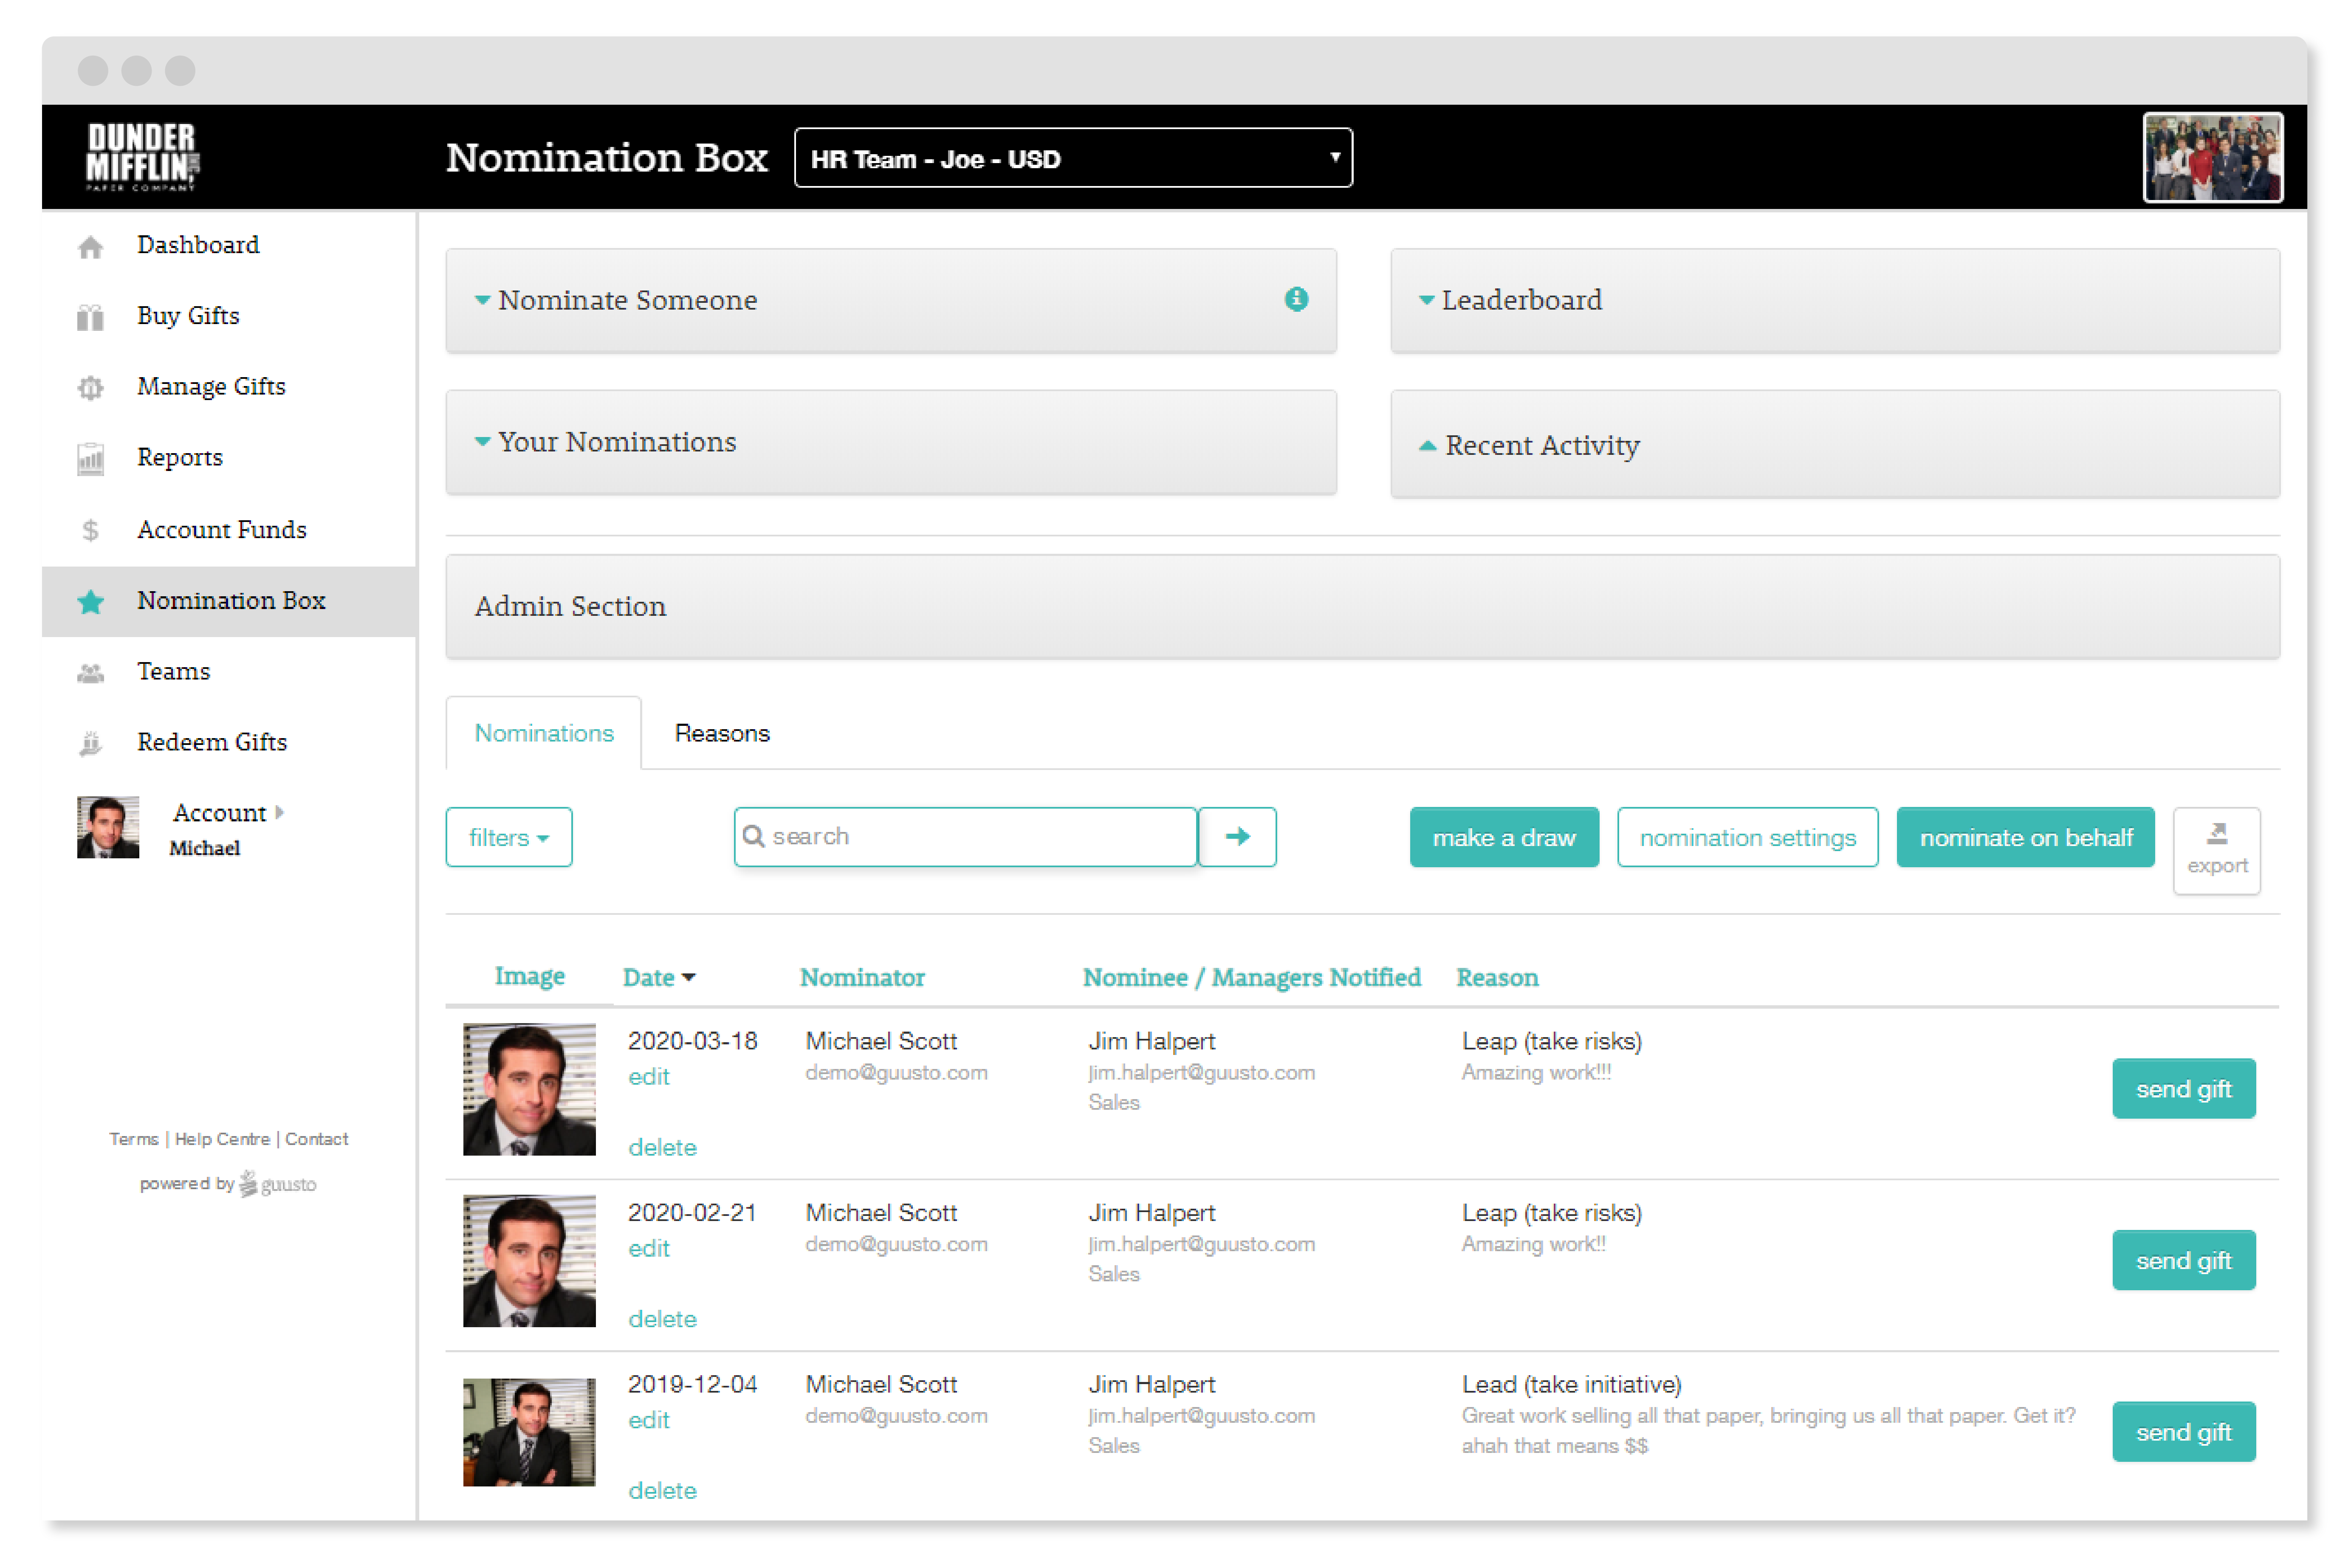 DUNDER
MIFFLIN, INC
PAPER COMPANY
Nomination Box
HR Team - Joe - USD
Dashboard
Buy Gifts
Manage Gifts
Reports
Account Funds
Nomination Box
Teams
Redeem Gifts
Account
Michael
Terms | Help Centre | Contact
powered by guusto
Nominate Someone
Leaderboard
Your Nominations
Recent Activity
Admin Section
Nominations Reasons
filters search make a draw nomination settings nominate on behalf export
Image Date Nominator Nominee / Managers Notified Reason
2020-03-18 Michael Scott Jim Halpert Leap (take risks)
edit demo@guusto.com jim.halpert@guusto.com Amazing work!!!
Sales send gift
delete
2020-02-21 Michael Scott Jim Halpert Leap (take risks)
edit demo@guusto.com jim.halpert@guusto.com Amazing work!!
Sales send gift
delete
2019-12-04 Michael Scott Jim Halpert Lead (take initiative)
edit demo@guusto.com jim.halpert@guusto.com Great work selling all that paper, bringing us all that paper. Get it?
Sales ahah that means $$ send gift
delete